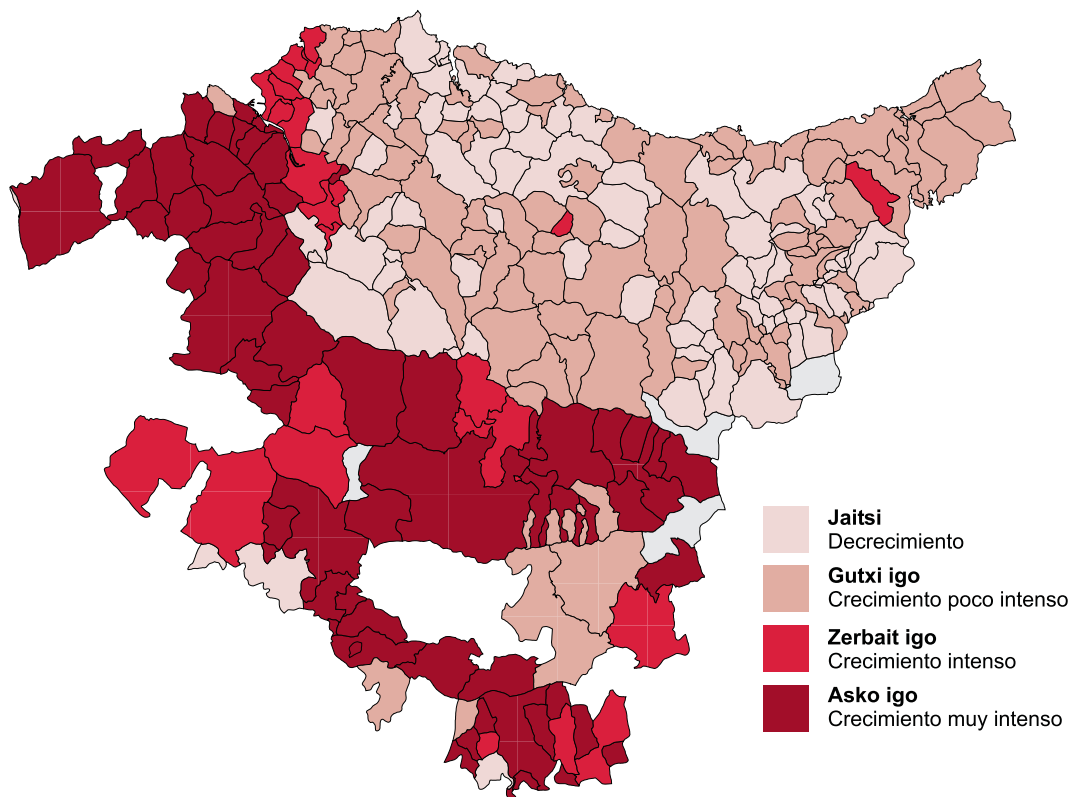 Jaitsi
Decrecimiento
Gutxi igo
Crecimiento poco intenso
Zerbait igo
Crecimiento intenso
Asko igo
Crecimiento muy intenso